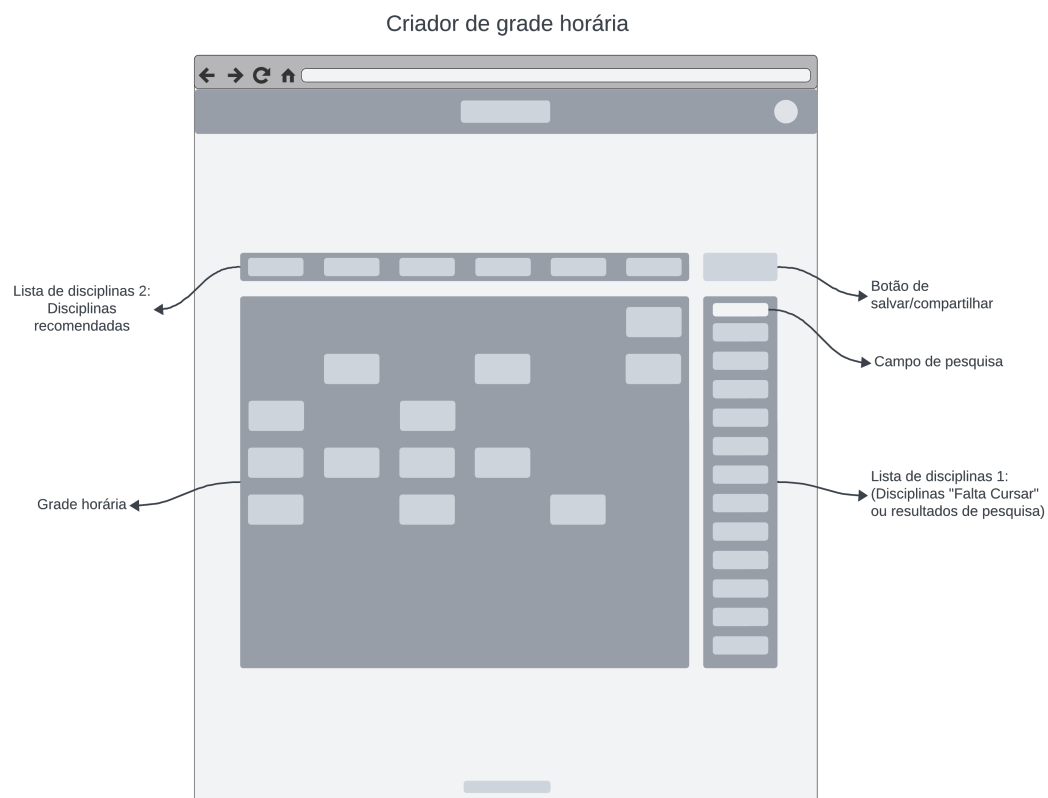 Criador de grade horária
Lista de disciplinas 2:
Disciplinas
recomendadas
Botão de
salvar/compartilhar
Campo de pesquisa
Grade horária
Lista de disciplinas 1:
(Disciplinas "Falta Cursar"
ou resultados de pesquisa)